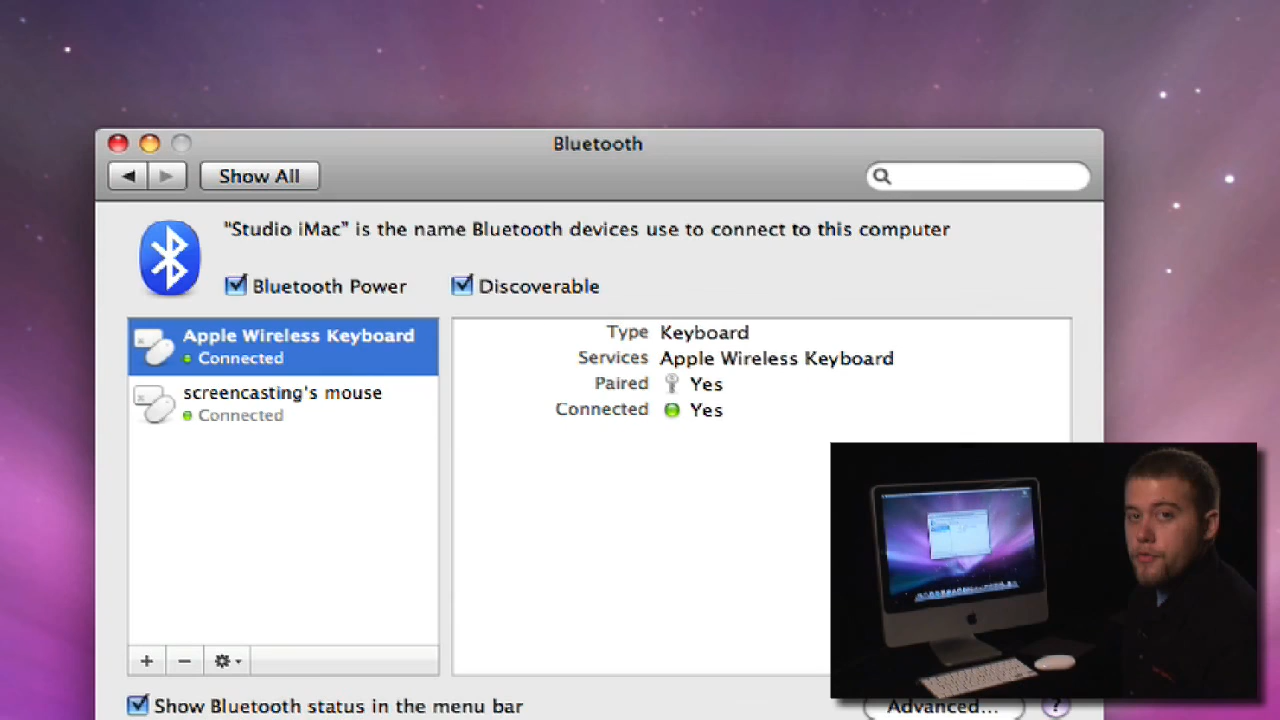 Bluetooth
Show All
“Studio iMac” is the name Bluetooth devices use to connect to this computer
Bluetooth Power
Discoverable
Apple Wireless Keyboard
Connected
screencasting's mouse
Connected
Type Keyboard
Services Apple Wireless Keyboard
Paired Yes
Connected Yes
Show Bluetooth status in the menu bar
Advanced...
?